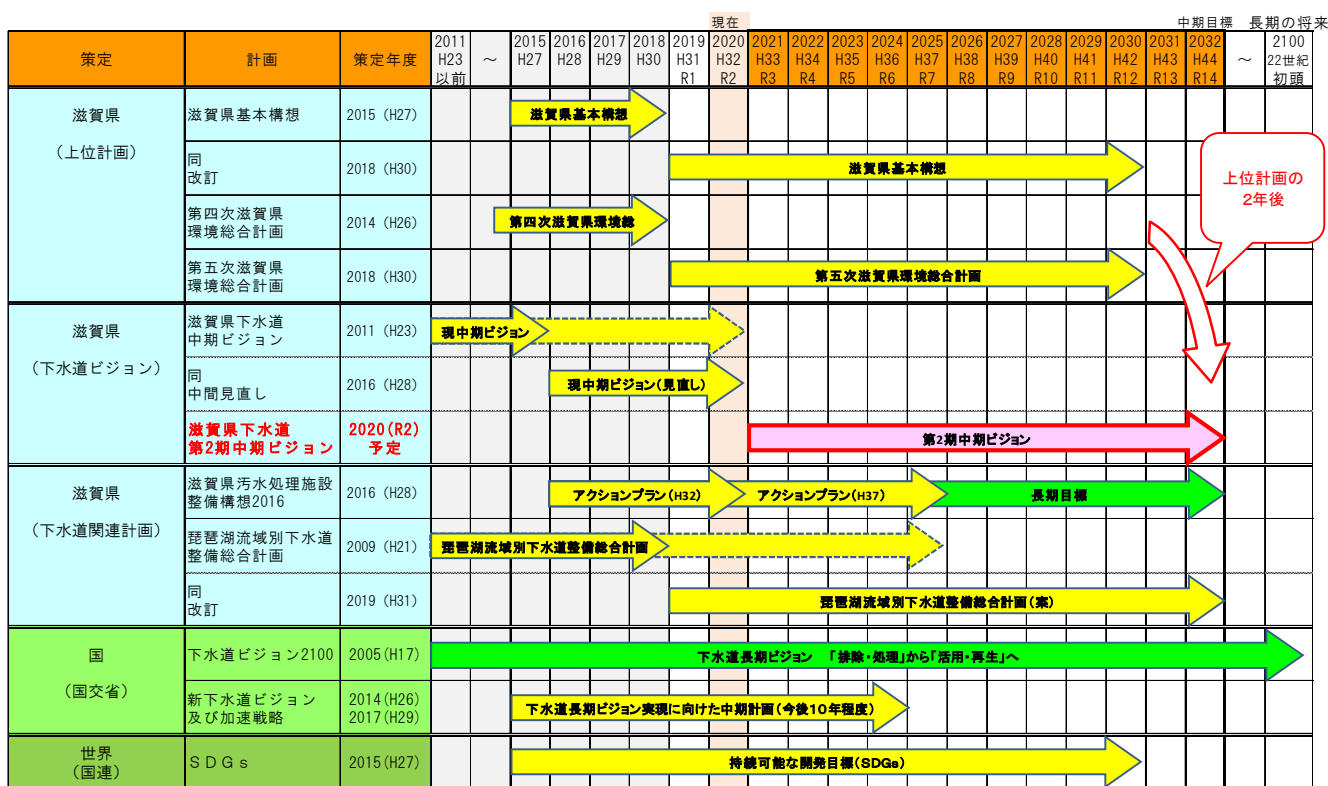 現在
中期目標 長期の将来
策定 計画 策定年度
2011 H23 以前
～
2015 H27
2016 H28
2017 H29
2018 H30
2019 H31 R1
2020 H32 R2
2021 H33 R3
2022 H34 R4
2023 H35 R5
2024 H36 R6
2025 H37 R7
2026 H38 R8
2027 H39 R9
2028 H40 R10
2029 H41 R11
2030 H42 R12
2031 H43 R13
2032 H44 R14
～
2100 22世紀 初頭
滋賀県
（上位計画）
滋賀県基本構想 2015 (H27) 滋賀県基本構想
同
改訂
2018 (H30)
滋賀県基本構想
上位計画の
2年後
第四次滋賀県
環境総合計画
2014 (H26)
第四次滋賀県環境総
第五次滋賀県
環境総合計画
2018 (H30)
第五次滋賀県環境総合計画
滋賀県
（下水道ビジョン）
滋賀県下水道
中期ビジョン
2011 (H23)
現中期ビジョン
同
中間見直し
2016 (H28)
現中期ビジョン(見直し)
滋賀県下水道
第2期中期ビジョン
2020(R2)
予定
第2期中期ビジョン
滋賀県
（下水道関連計画）
滋賀県汚水処理施設
整備構想2016
2016 (H28)
アクションプラン(H32)
アクションプラン(H37)
長期目標
琵琶湖流域別下水道
整備総合計画
2009 (H21)
琵琶湖流域別下水道整備総合計画
同
改訂
2019 (H31)
琵琶湖流域別下水道整備総合計画(案)
国
（国交省）
下水道ビジョン2100 2005(H17)
下水道長期ビジョン 「排除・処理」から「活用・再生」へ
新下水道ビジョン
及び加速戦略
2014(H26)
2017(H29)
下水道長期ビジョン実現に向けた中期計画(今後10年程度)
世界
（国連）
ＳＤＧｓ 2015(H27)
持続可能な開発目標(SDGs)